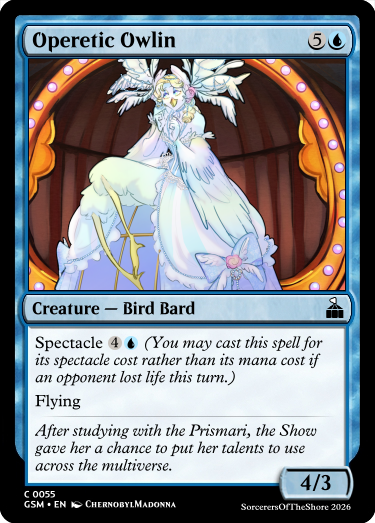 Operetic Owlin 5
Creature — Bird Bard
Spectacle 4 (You may cast this spell for
its spectacle cost rather than its mana cost if
an opponent lost life this turn.)
Flying
After studying with the Prismari, the Show
gave her a chance to put her talents to use
across the multiverse.
4/3
C 0055
GSM • EN ChernobylMadonna
SorcerersOfTheShore 2026